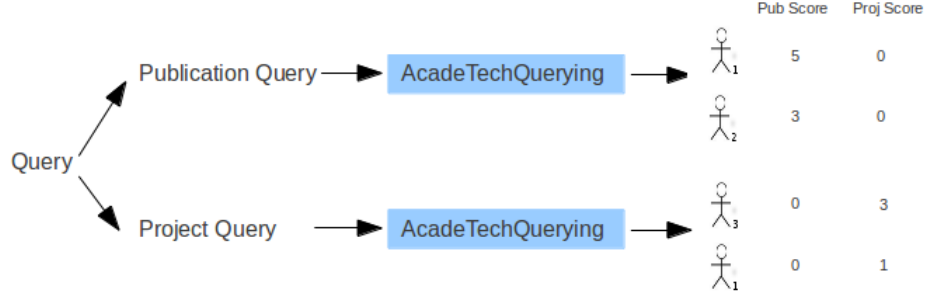 Pub Score Proj Score
Publication Query AcadeTechQuerying 1 5 0
2 3 0
Query
Project Query AcadeTechQuerying 3 0 3
1 0 1